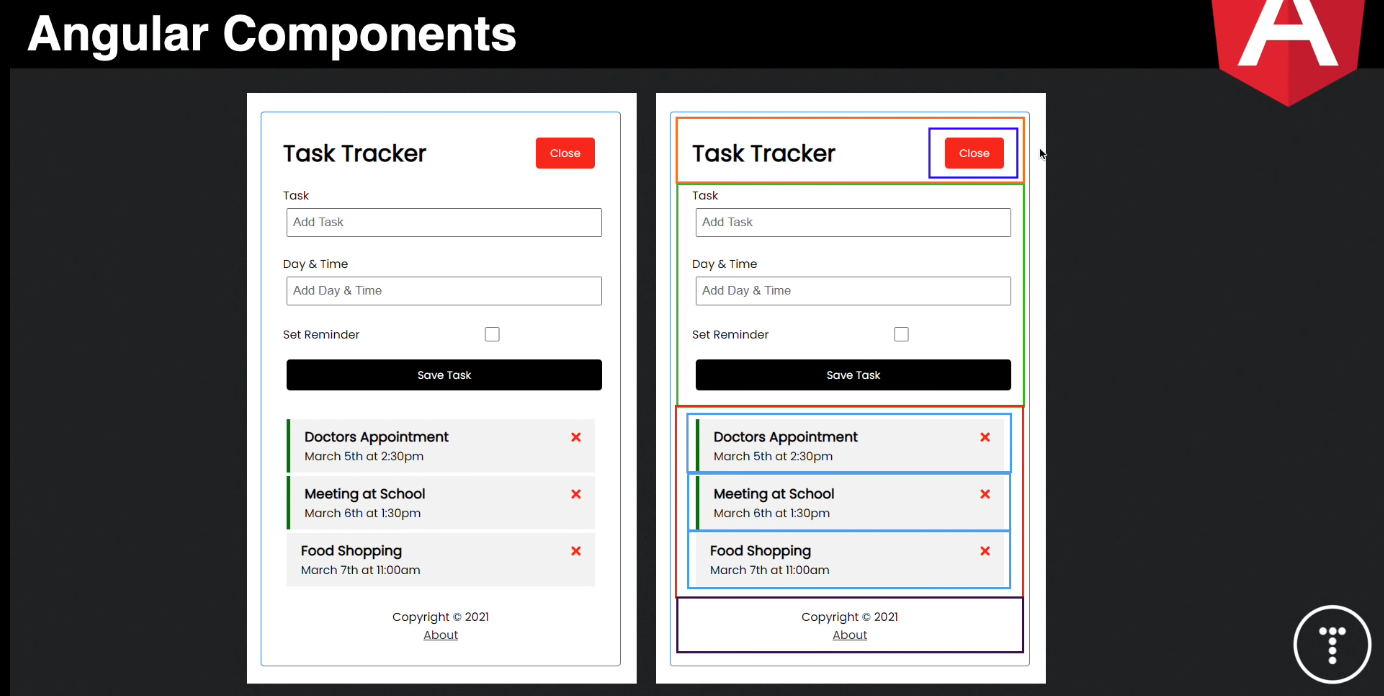 Angular Components
Task Tracker
Close
Task
Add Task
Day & Time
Add Day & Time
Set Reminder
Save Task
Doctors Appointment
March 5th at 2:30pm
Meeting at School
March 6th at 1:30pm
Food Shopping
March 7th at 11:00am
Copyright © 2021
About
Task Tracker
Close
Task
Add Task
Day & Time
Add Day & Time
Set Reminder
Save Task
Doctors Appointment
March 5th at 2:30pm
Meeting at School
March 6th at 1:30pm
Food Shopping
March 7th at 11:00am
Copyright © 2021
About
A
T